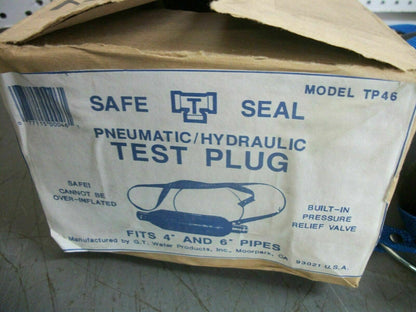 MODEL TP46
SAFE T SEAL
PNEUMATIC/HYDRAULIC
TEST PLUG
SAFE!
CANNOT BE
OVER-INFLATED
BUILT-IN
PRESSURE
RELIEF VALVE
FITS 4" AND 6" PIPES
Manufactured by G.T. Water Products, Inc., Moorpark, CA 93021 U.S.A.